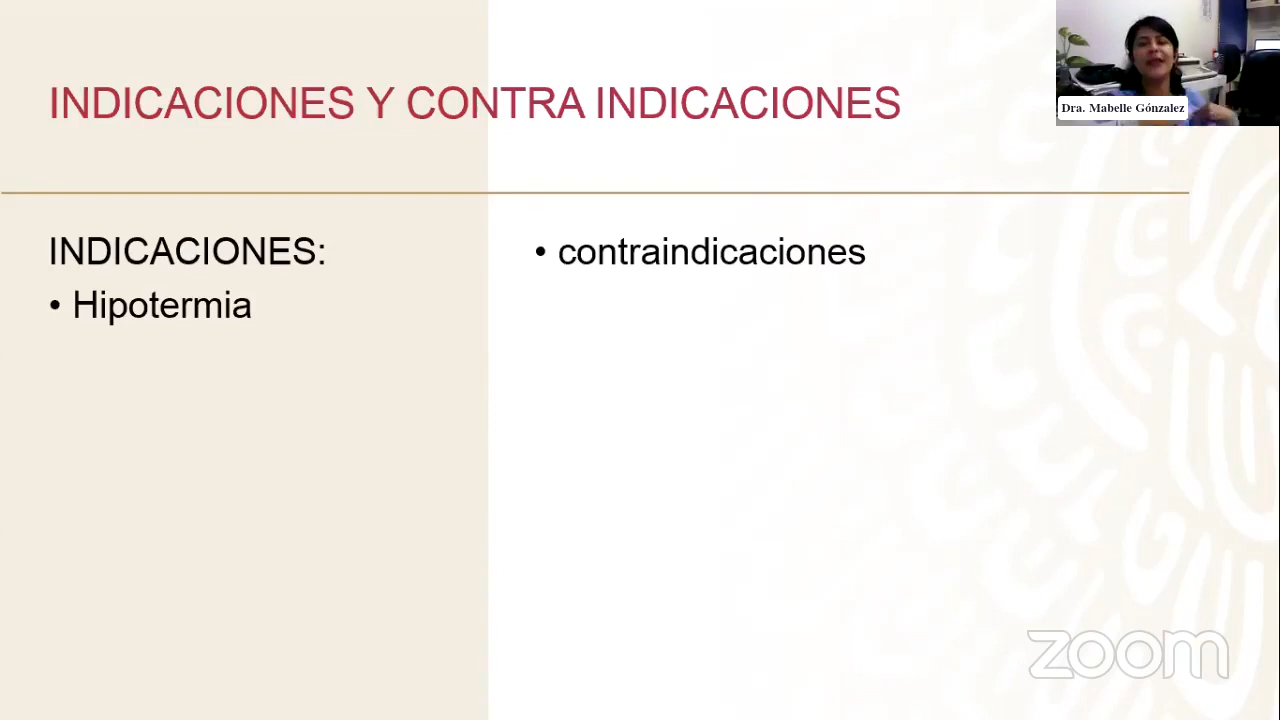 INDICACIONES Y CONTRA INDICACIONES
Dra. Mabelle Gónzalez
INDICACIONES:
• Hipotermia
• contraindicaciones
zoom